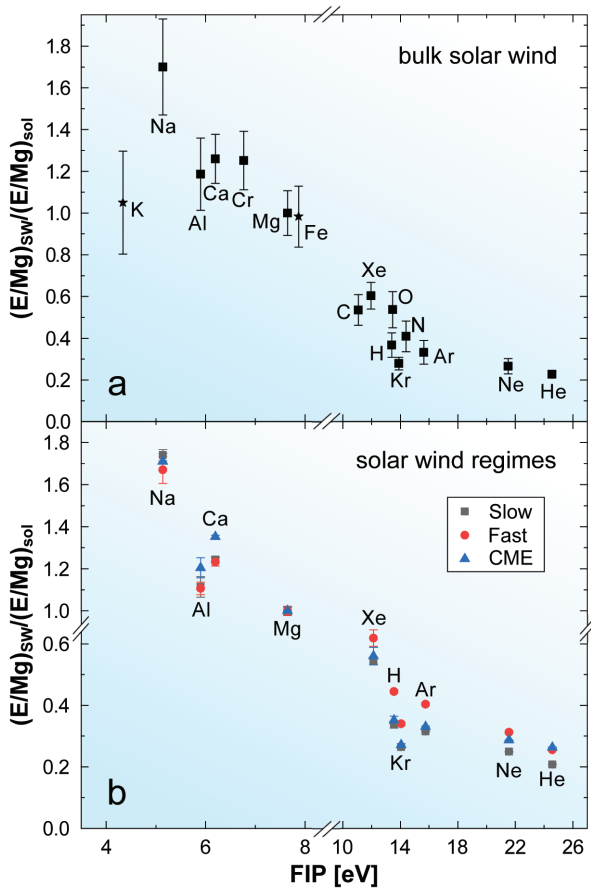 bulk solar wind
(E/Mg)SW/(E/Mg)sol
1.8
1.6
1.4
1.2
1.0
0.8
0.6
0.4
0.2
0.0
Na
K
Al
Ca
Cr
Mg
Fe
C
Xe
O
N
H
Kr
Ar
Ne
He
a
solar wind regimes
Slow
Fast
CME
(E/Mg)SW/(E/Mg)sol
1.8
1.6
1.4
1.2
1.0
0.6
0.4
0.2
0.0
Na
Ca
Al
Mg
Xe
H
Ar
Kr
Ne
He
b
4 6 8 10 14 18 22 26
FIP [eV]